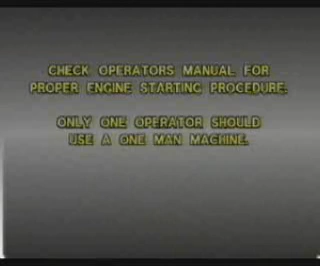 CHECK OPERATORS MANUAL FOR
PROPER ENGINE STARTING PROCEDURE.
ONLY ONE OPERATOR SHOULD
USE A ONE MAN MACHINE.